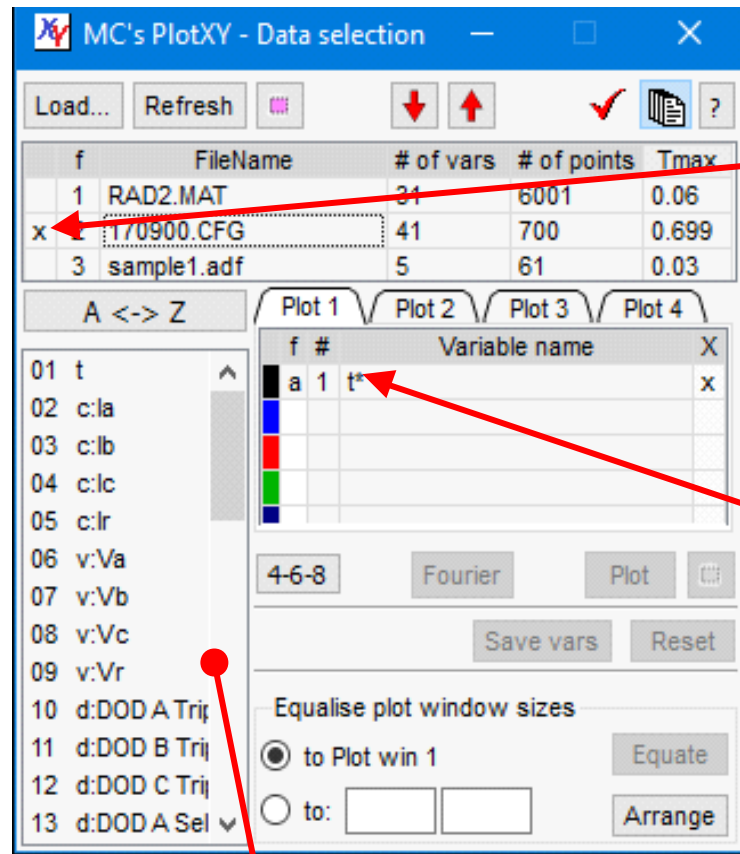 MC's PlotXY - Data selection
Load... Refresh ?
f FileName # of vars # of points Tmax
1 RAD2.MAT 31 6001 0.06
x 2 170900.CFG 41 700 0.699
3 sample1.adf 5 61 0.03
A <-> Z Plot 1 Plot 2 Plot 3 Plot 4
f # Variable name X
01 t
a 1 t* x
02 c:Ia
03 c:Ib
04 c:Ic
05 c:Ir
06 v:Va
4-6-8 Fourier Plot
07 v:Vb
08 v:Vc
Save vars Reset
09 v:Vr
10 d:DOD A Trip
Equalise plot window sizes
11 d:DOD B Trip
to Plot win 1 Equate
12 d:DOD C Trip
to: Arrange
13 d:DOD A Sel